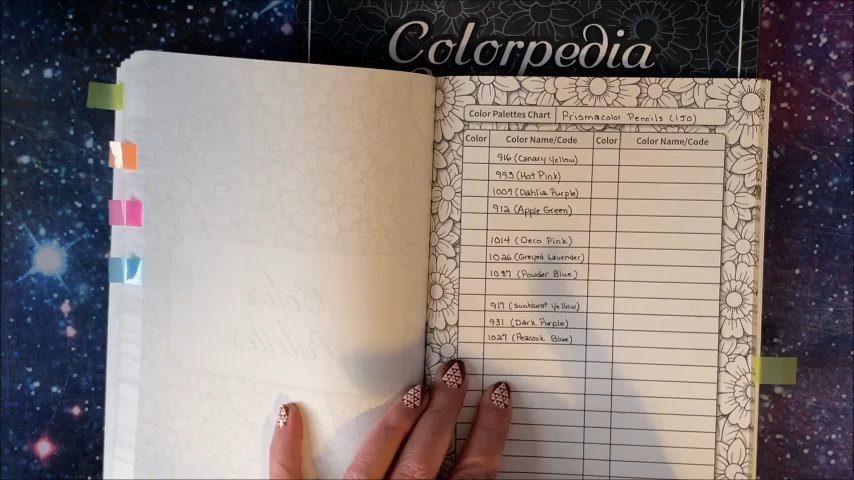 Colorpedia
Color Palettes Chart Prismacolor Pencils (150)
Color Color Name/Code Color Color Name/Code
916 (Canary Yellow)
993 (Hot Pink)
1009 (Dahlia Purple)
912 (Apple Green)
1014 (Deco Pink)
1026 (Greyed Lavender)
1087 (Powder Blue)
917 (Sunburst Yellow)
931 (Dark Purple)
1027 (Peacock Blue)
Color
Palettes